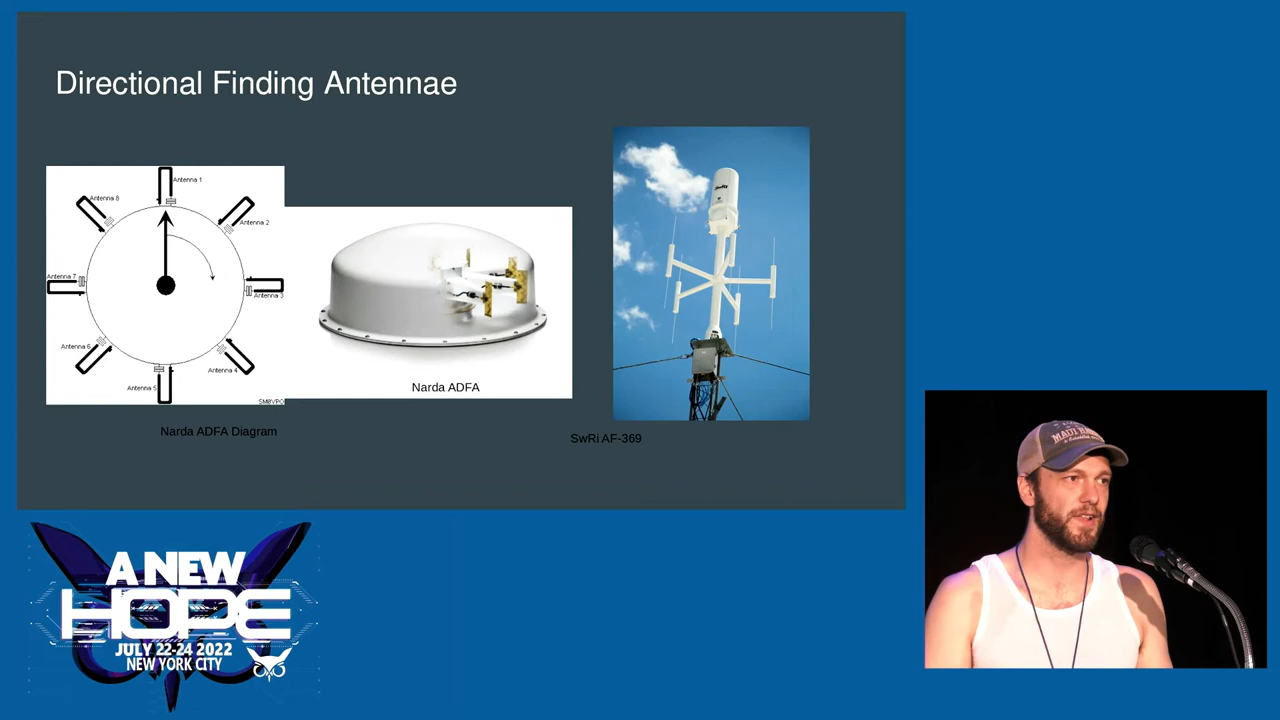 Directional Finding Antennae
Antenna 1
Antenna 8
Antenna 2
Antenna 7
Antenna 3
Antenna 6
Antenna 4
Antenna 5
Narda ADFA
Narda ADFA Diagram
SwRi AF-369
A NEW
HOPE
JULY 22-24 2022
NEW YORK CITY